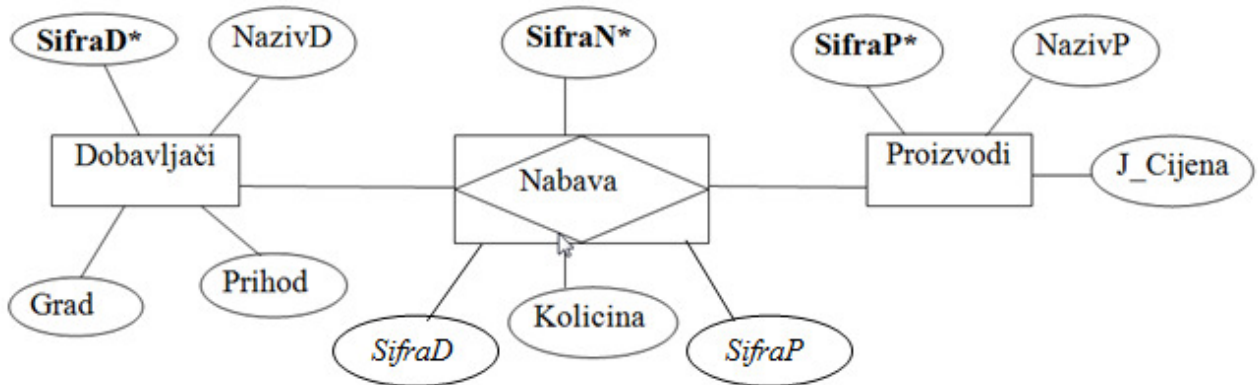 SifraD*
NazivD
SifraN*
SifraP*
NazivP
Dobavljači
Nabava
Proizvodi
J_Cijena
Grad
Prihod
SifraD
Kolicina
SifraP